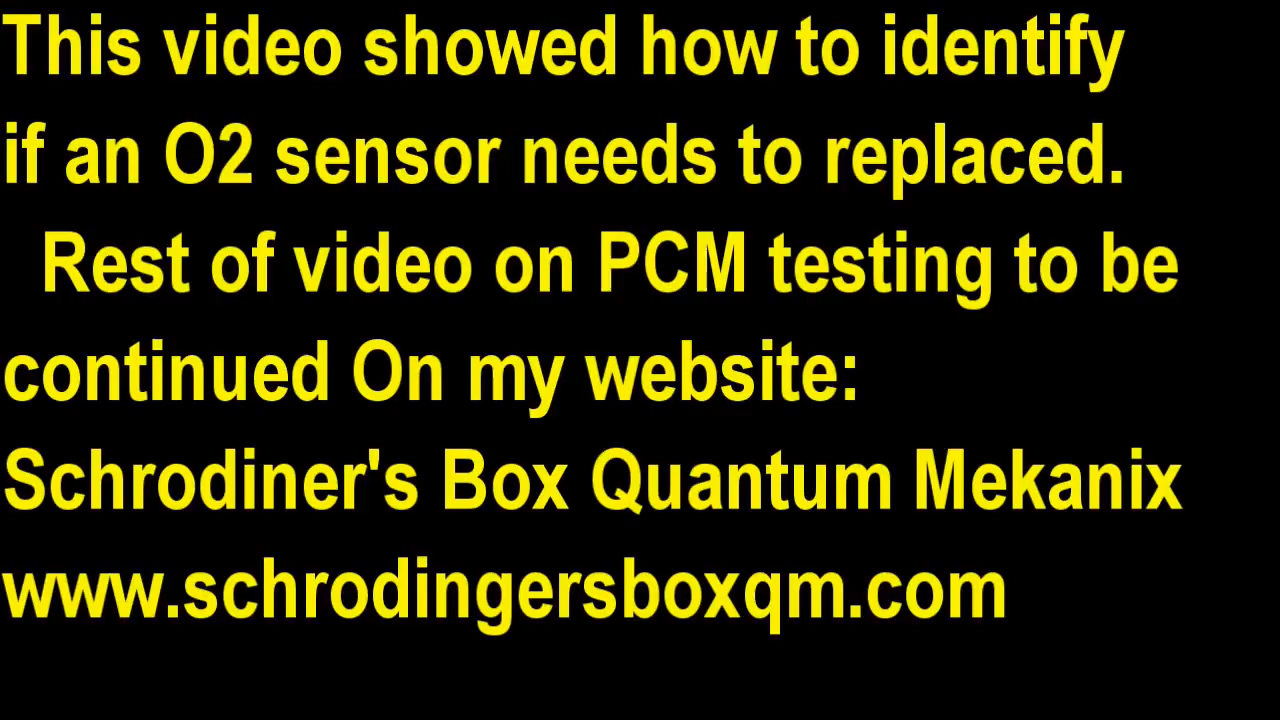 This video showed how to identify
if an O2 sensor needs to replaced.
Rest of video on PCM testing to be
continued On my website:
Schrodiner's Box Quantum Mekanix
www.schrodingersboxqm.com